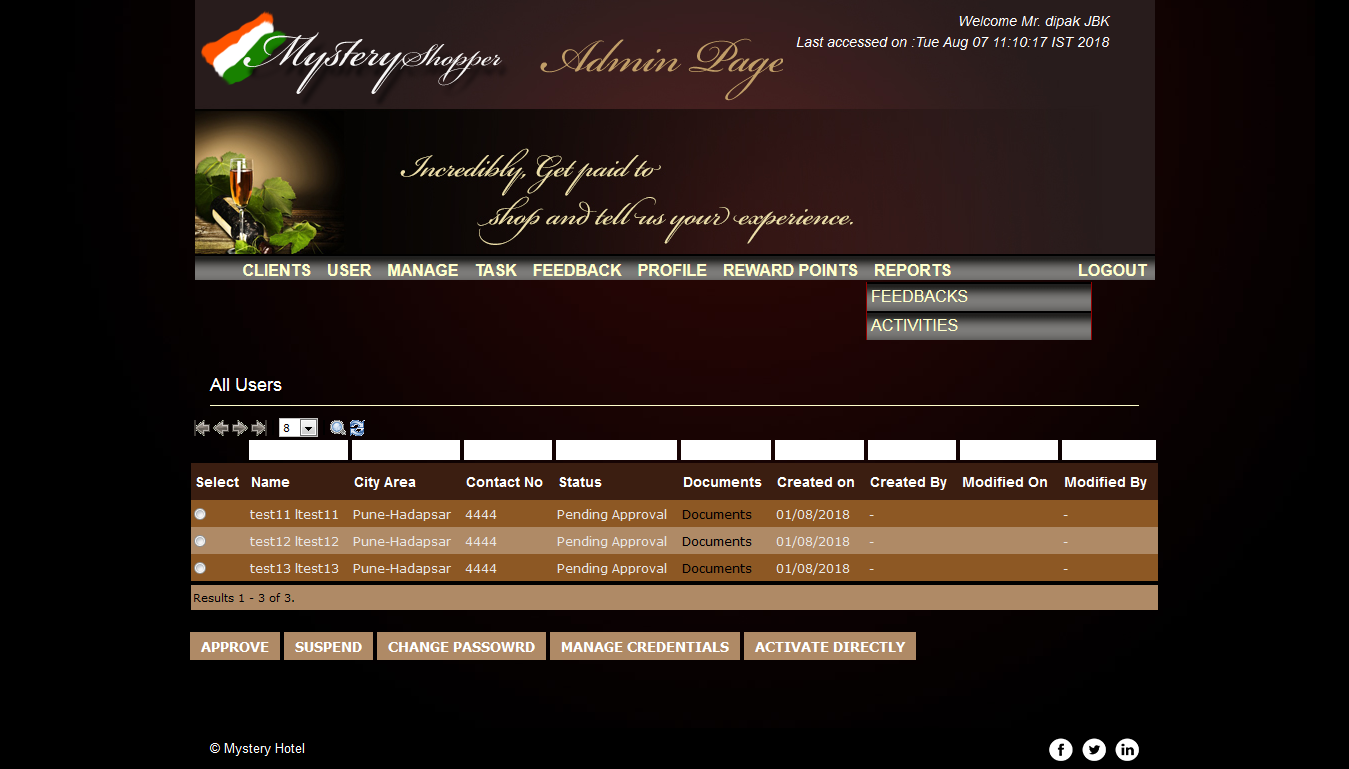 Mystery Shopper
Admin Page
Welcome Mr. dipak JBK
Last accessed on :Tue Aug 07 11:10:17 IST 2018
Incredibly, Get paid to
shop and tell us your experience.
CLIENTS USER MANAGE TASK FEEDBACK PROFILE REWARD POINTS REPORTS LOGOUT
FEEDBACKS
ACTIVITIES
All Users
8
Select Name City Area Contact No Status Documents Created on Created By Modified On Modified By
test11 ltest11 Pune-Hadapsar 4444 Pending Approval Documents 01/08/2018 - -
test12 ltest12 Pune-Hadapsar 4444 Pending Approval Documents 01/08/2018 - -
test13 ltest13 Pune-Hadapsar 4444 Pending Approval Documents 01/08/2018 - -
Results 1 - 3 of 3.
APPROVE SUSPEND CHANGE PASSOWRD MANAGE CREDENTIALS ACTIVATE DIRECTLY
© Mystery Hotel
f in